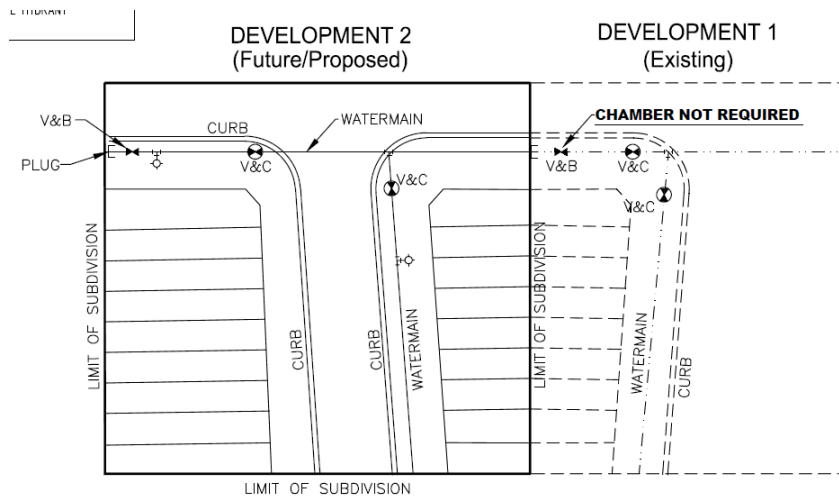 DEVELOPMENT 2
(Future/Proposed)
DEVELOPMENT 1
(Existing)
V&B
CURB
WATERMAIN
CHAMBER NOT REQUIRED
PLUG
V&C
V&C
V&B
V&C
V&C
LIMIT OF SUBDIVISION
CURB
CURB
WATERMAIN
LIMIT OF SUBDIVISION
WATERMAIN
CURB
LIMIT OF SUBDIVISION